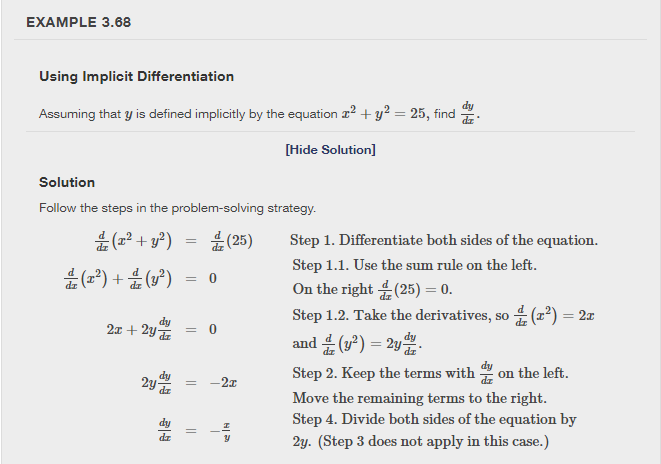 EXAMPLE 3.68
Using Implicit Differentiation
Assuming that y is defined implicitly by the equation x² + y² = 25, find dy/dx.
[Hide Solution]
Solution
Follow the steps in the problem-solving strategy.
d/dx (x² + y²) = d/dx (25) Step 1. Differentiate both sides of the equation.
d/dx (x²) + d/dx (y²) = 0 Step 1.1. Use the sum rule on the left.
On the right d/dx (25) = 0.
2x + 2y dy/dx = 0 Step 1.2. Take the derivatives, so d/dx (x²) = 2x
and d/dx (y²) = 2y dy/dx.
2y dy/dx = −2x Step 2. Keep the terms with dy/dx on the left.
Move the remaining terms to the right.
dy/dx = −x/y Step 4. Divide both sides of the equation by
2y. (Step 3 does not apply in this case.)